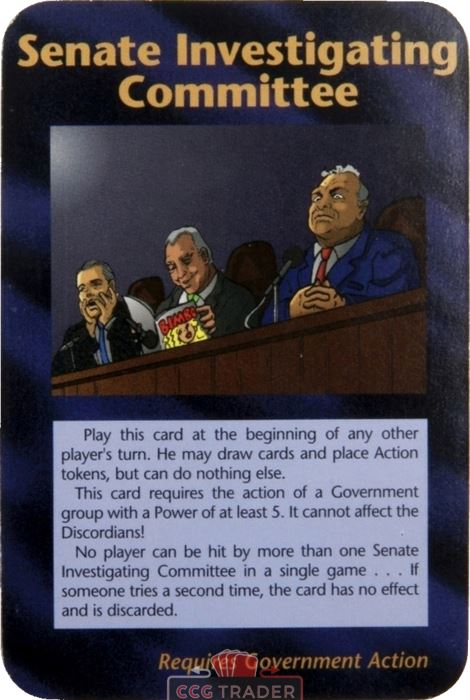 Senate Investigating
Committee
BIMBO
Play this card at the beginning of any other
player's turn. He may draw cards and place Action
tokens, but can do nothing else.
This card requires the action of a Government
group with a Power of at least 5. It cannot affect the
Discordians!
No player can be hit by more than one Senate
Investigating Committee in a single game . . . If
someone tries a second time, the card has no effect
and is discarded.
Requires Government Action
CCG TRADER